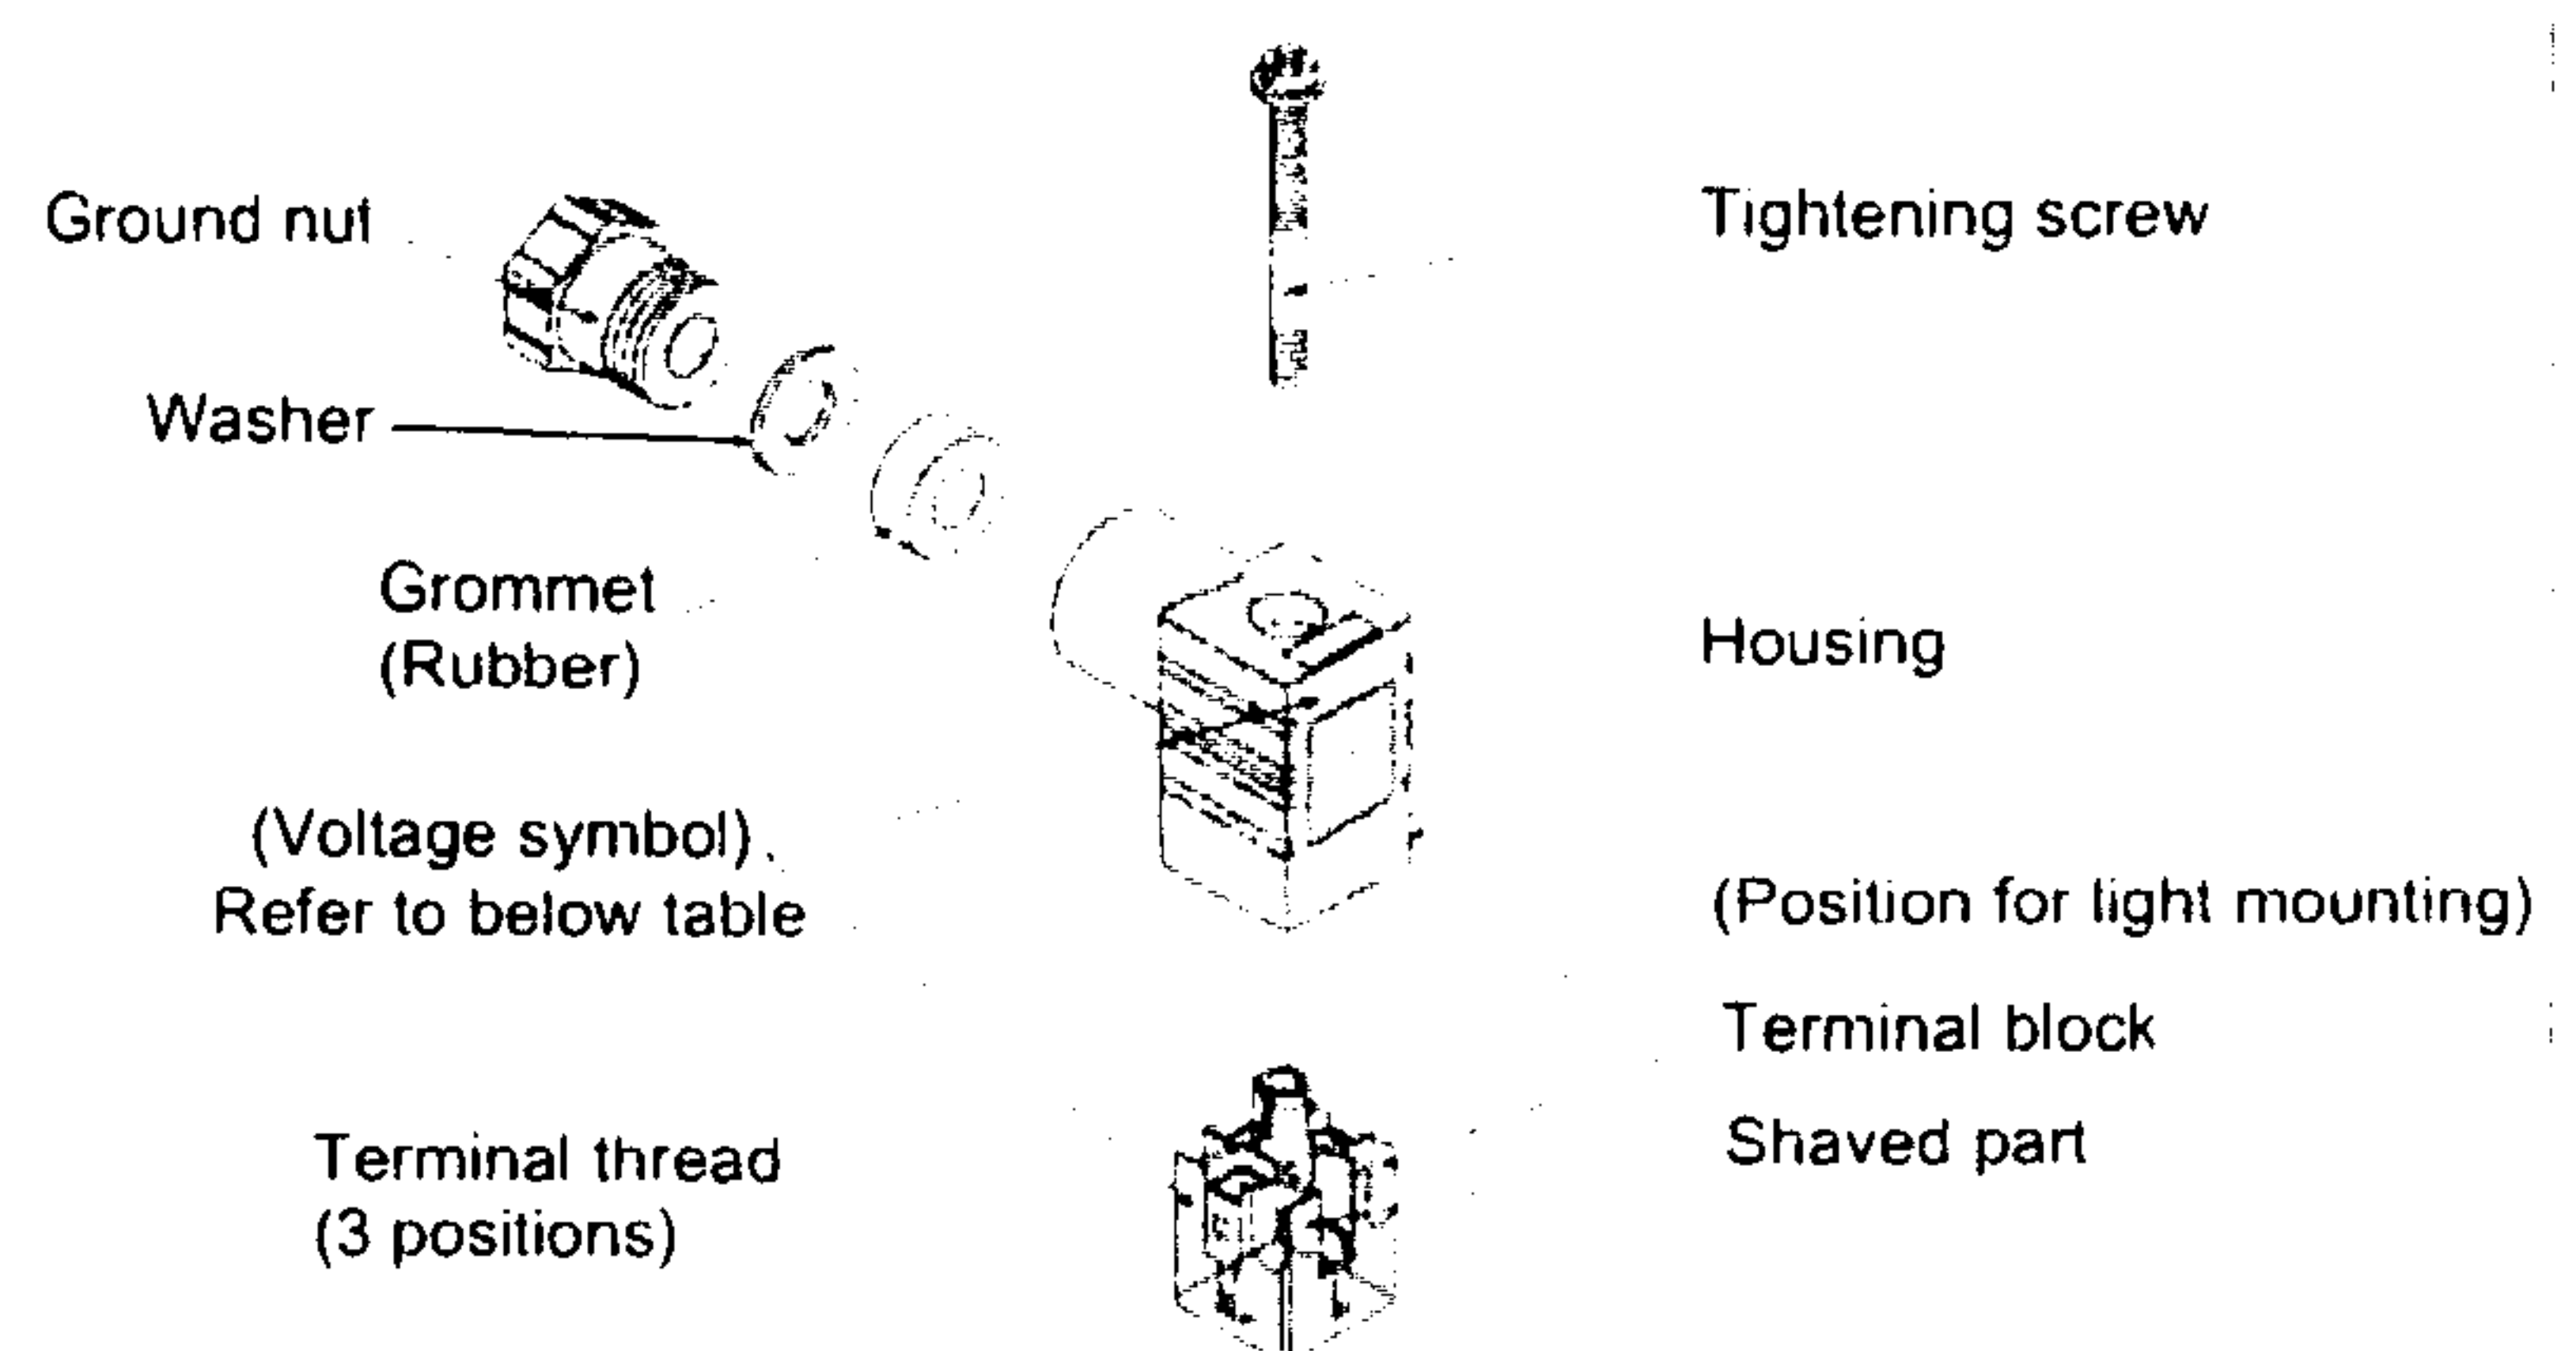 Ground nut
Tightening screw
Washer
Grommet
(Rubber)
Housing
(Voltage symbol)
Refer to below table
(Position for light mounting)
Terminal block
Shaved part
Terminal thread
(3 positions)